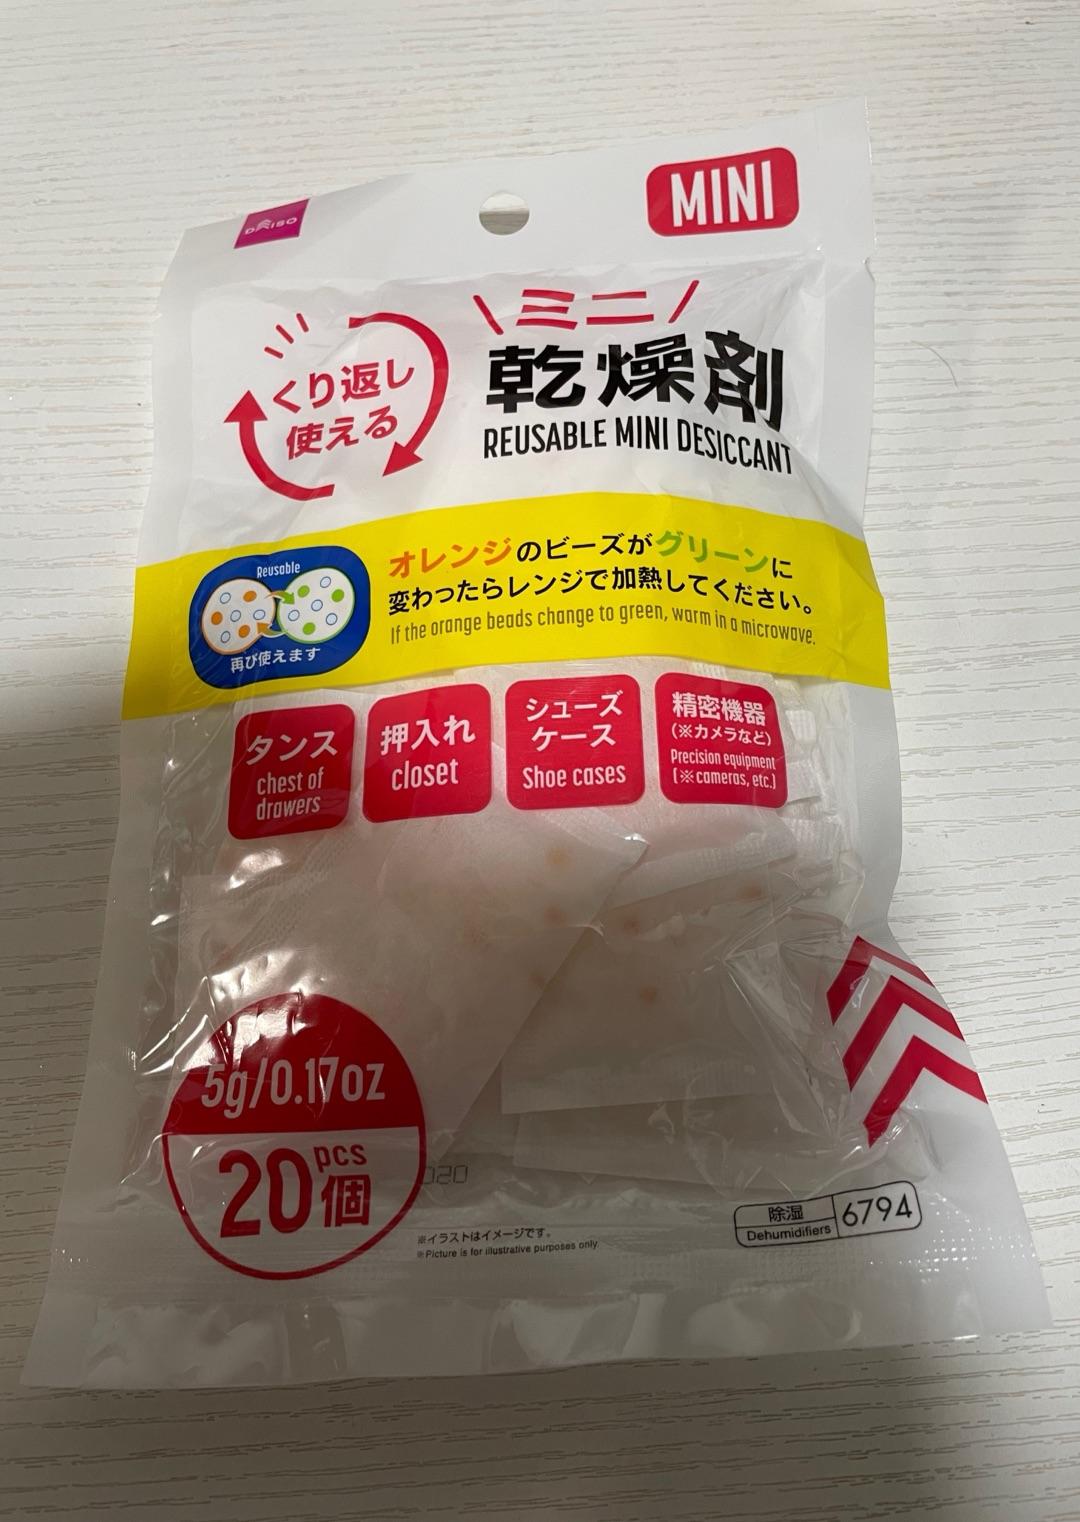 DAISO
MINI
ミニ
乾燥剤
REUSABLE MINI DESICCANT
くり返し
使える
Reusable
再び使えます
オレンジのビーズがグリーンに
変わったらレンジで加熱してください。
If the orange beads change to green, warm in a microwave.
タンス
chest of
drawers
押入れ
closet
シューズ
ケース
Shoe cases
精密機器
(※カメラなど)
Precision equipment
(※cameras, etc.)
5g/0.17oz
20pcs
個
020
※イラストはイメージです。
※Picture is for illustrative purposes only.
除湿
Dehumidifiers
6794